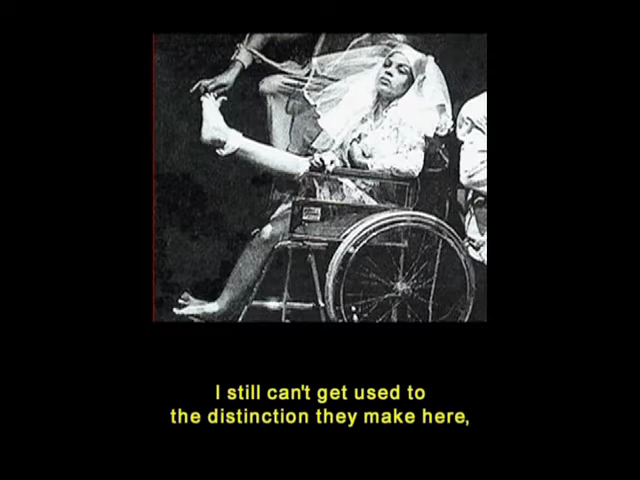 I still can't get used to
the distinction they make here,